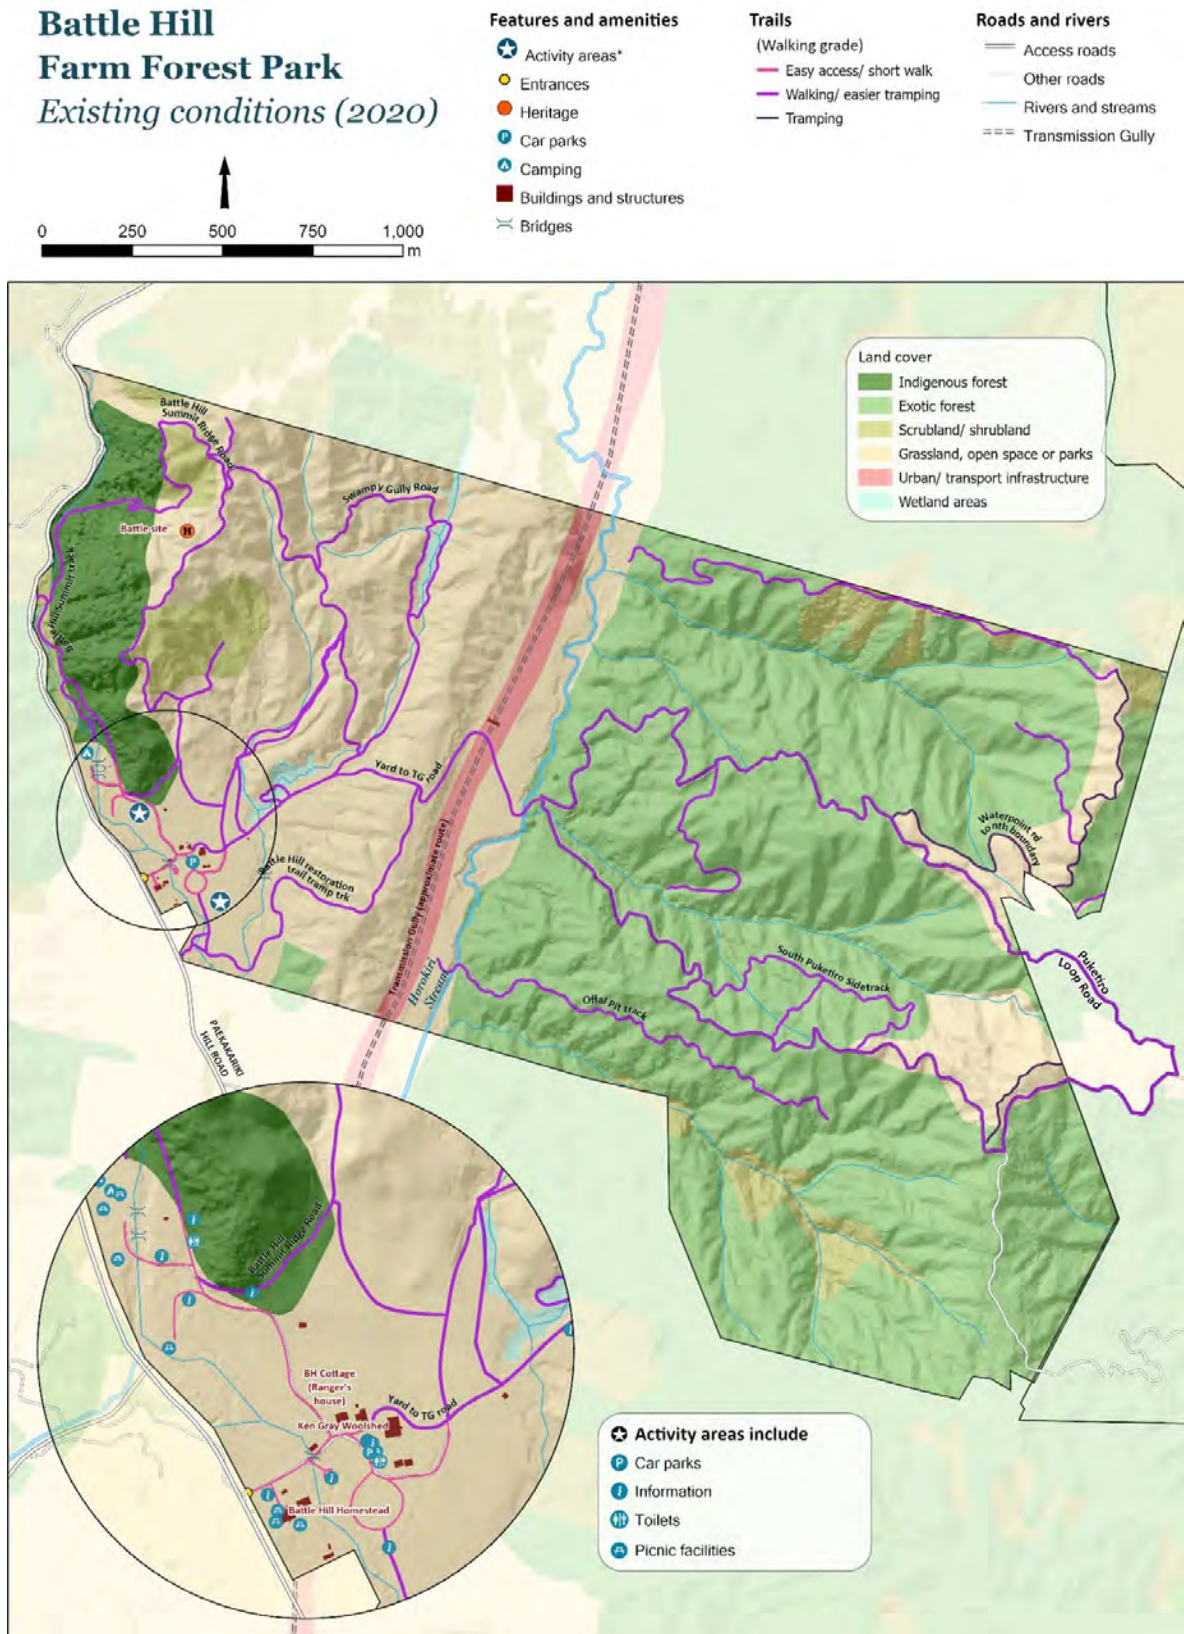 Battle Hill
Farm Forest Park
Existing conditions (2020)
0 250 500 750 1,000
m
Features and amenities
Activity areas*
Entrances
Heritage
P Car parks
Camping
Buildings and structures
Bridges
Trails
(Walking grade)
Easy access/ short walk
Walking/ easier tramping
Tramping
Roads and rivers
Access roads
Other roads
Rivers and streams
Transmission Gully
Land cover
Indigenous forest
Exotic forest
Scrubland/ shrubland
Grassland, open space or parks
Urban/ transport infrastructure
Wetland areas
Battle Hill
Summit Ridge Road
Swampy Gully Road
Battle site
H
Battle Hill Summit track
Yard to TG road
Waterpoint rd
to nth boundary
P
Battle Hill restoration
trail tramp trk
Transmission Gully (approximate route)
Horokiri
Stream
South Puketiro Sidetrack
Offal Pit track
Puketiro
Loop Road
PAEKAKARIKI
HILL ROAD
Battle Hill
Summit Ridge Road
BH Cottage
(Ranger's
house)
Yard to TG road
Ken Gray Woolshed
P
Battle Hill Homestead
Activity areas include
P Car parks
i Information
Toilets
Picnic facilities